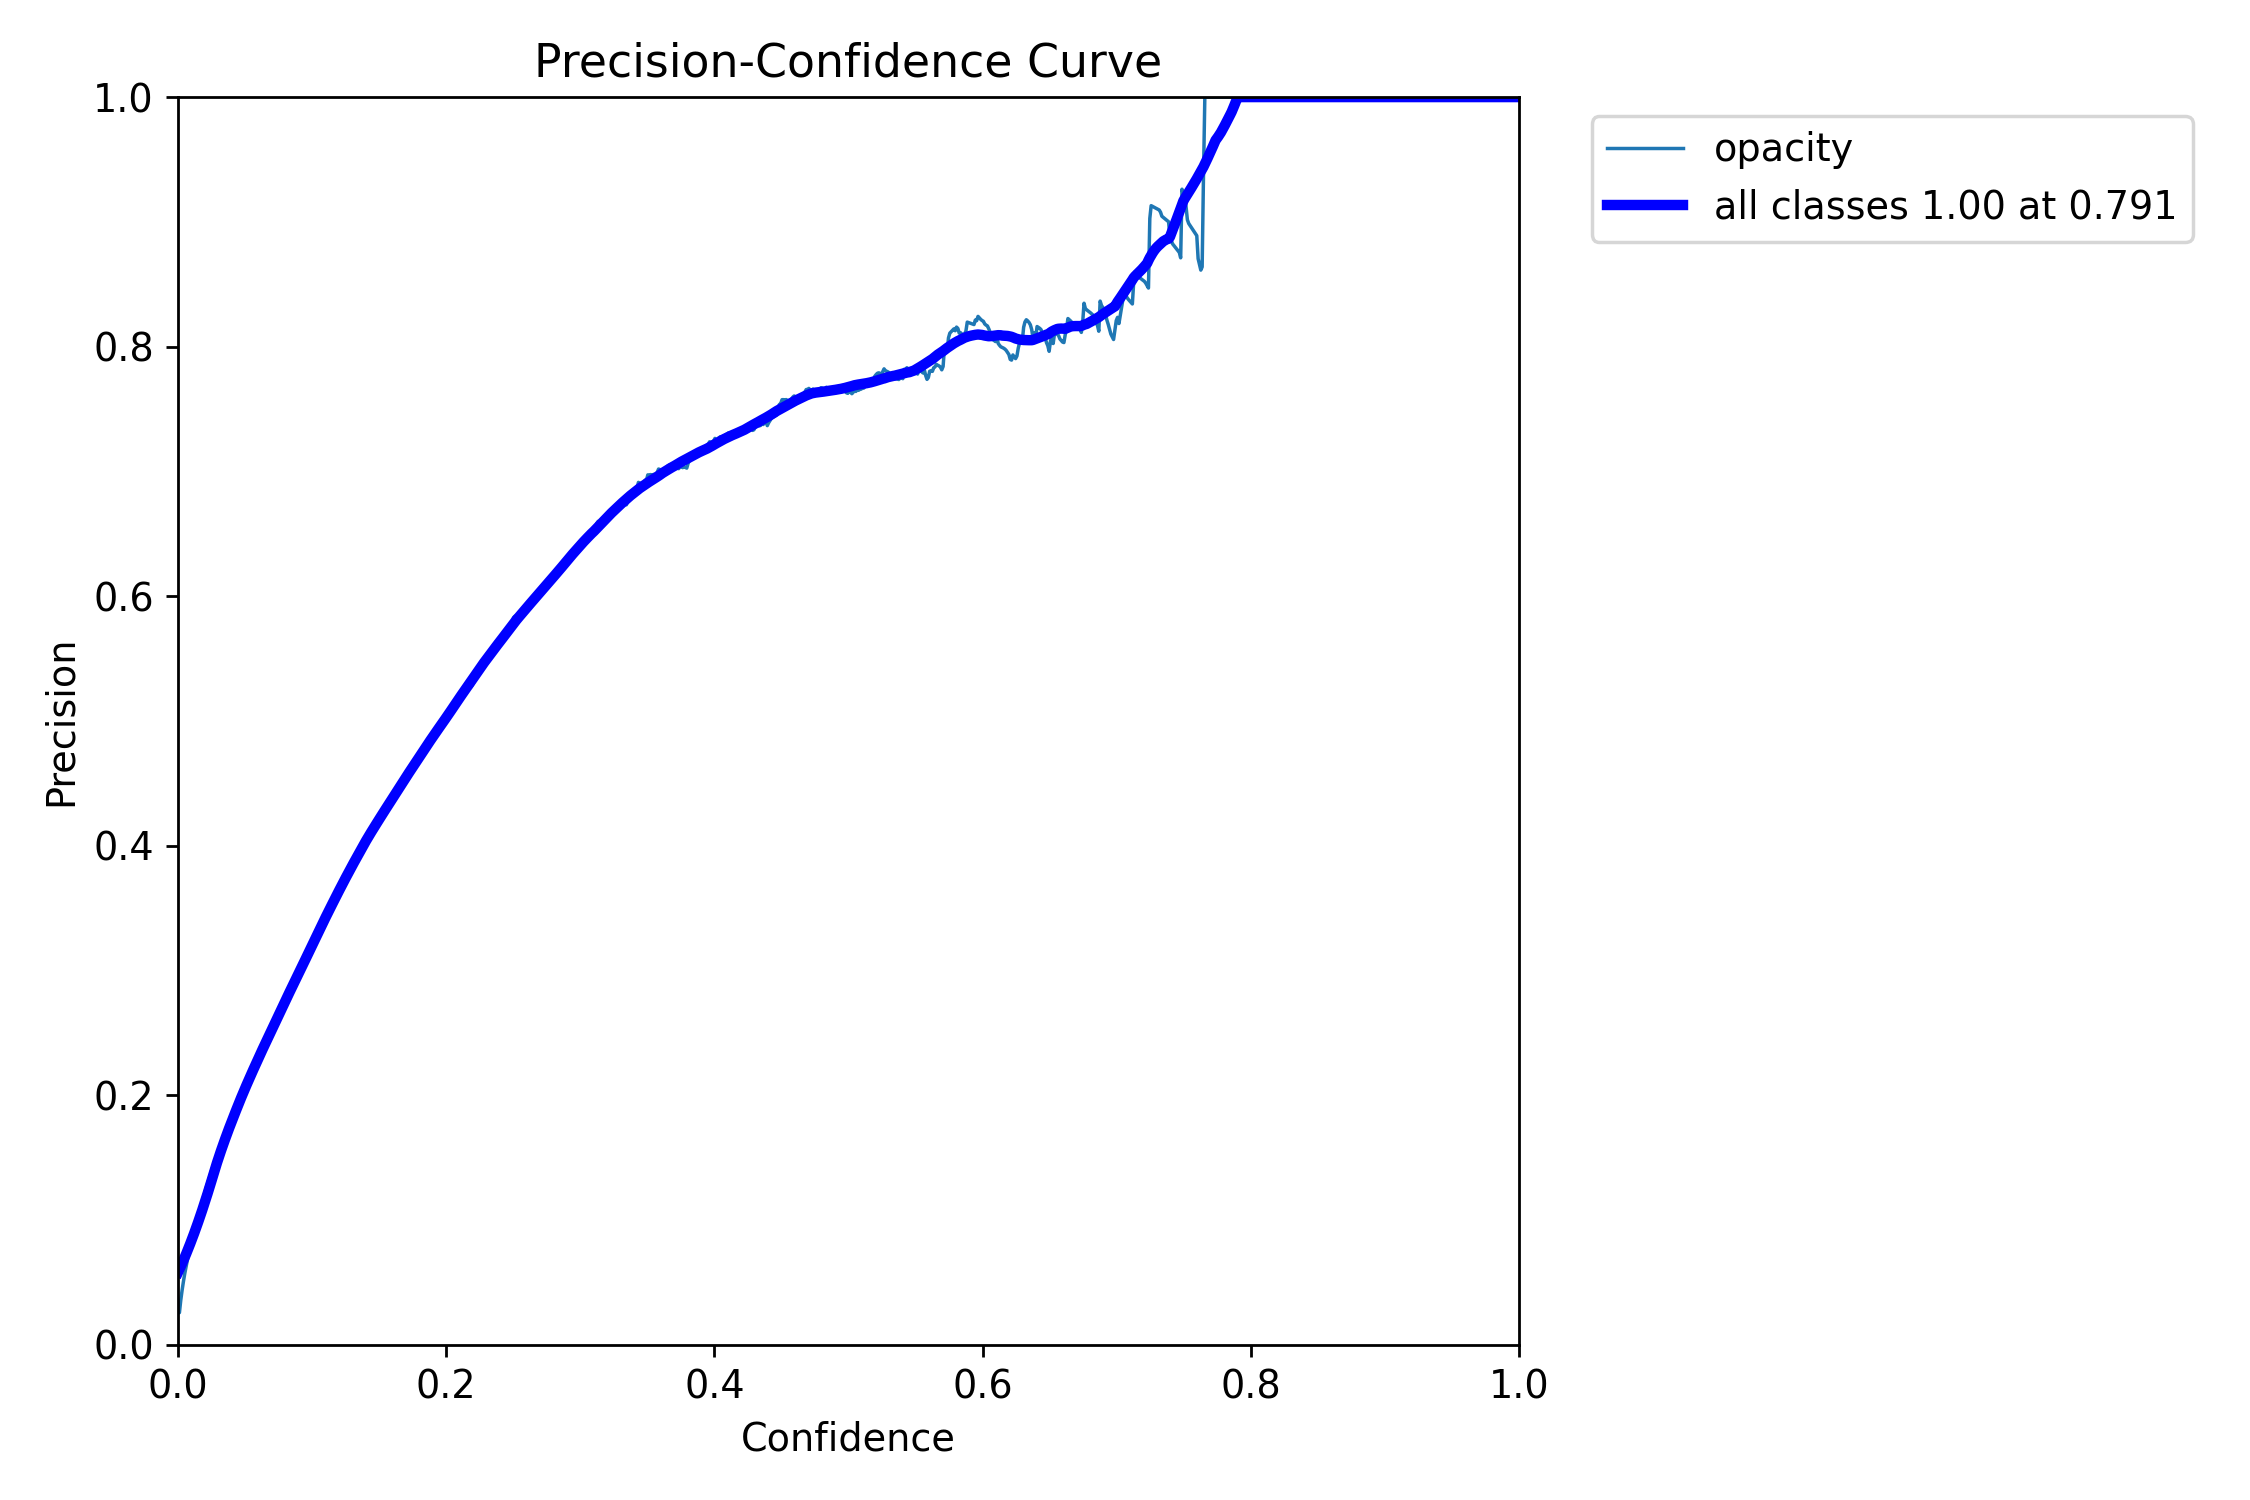 Precision-Confidence Curve
1.0
0.8
0.6
0.4
0.2
0.0
Precision
0.0 0.2 0.4 0.6 0.8 1.0
Confidence
opacity
all classes 1.00 at 0.791